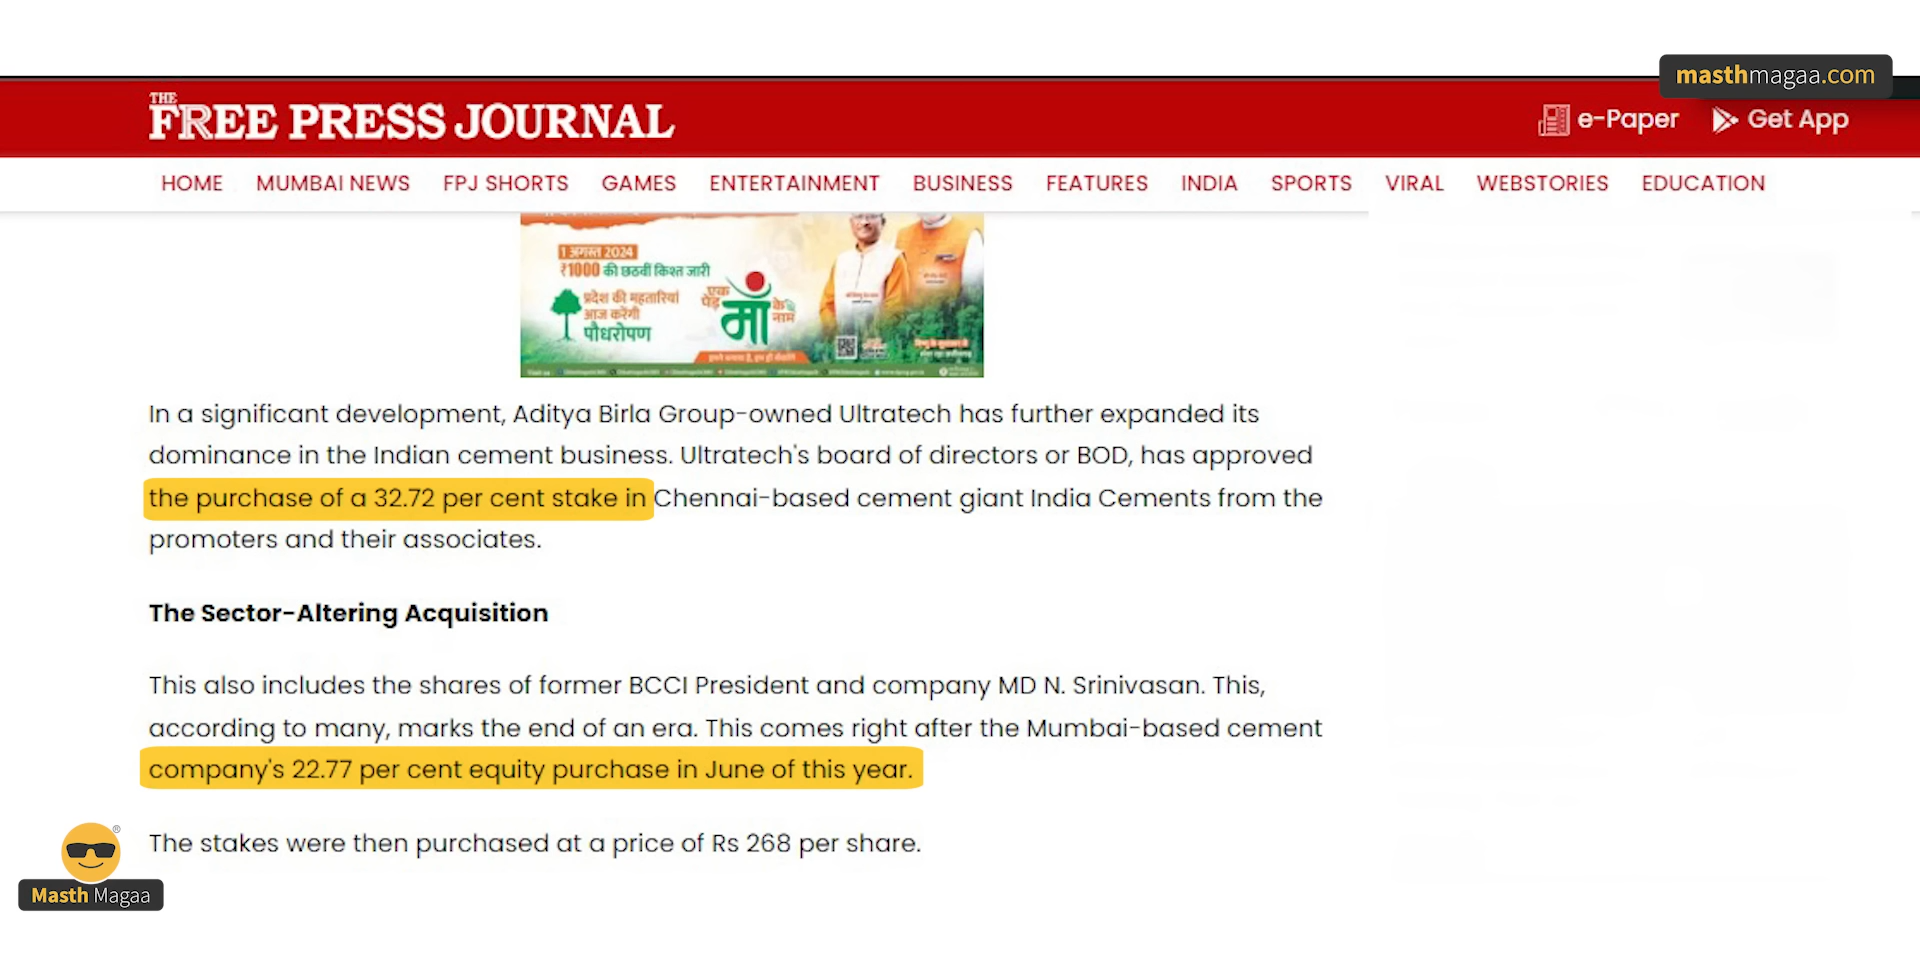 masthmagaa.com
THE
FREE PRESS JOURNAL
e-Paper Get App
HOME MUMBAI NEWS FPJ SHORTS GAMES ENTERTAINMENT BUSINESS FEATURES INDIA SPORTS VIRAL WEBSTORIES EDUCATION
1 अगस्त 2024
₹1000 की छठवीं किश्त जारी
प्रदेश की महतारियां
आज करेंगी
पौधरोपण
एक
पेड़
माँ
के
नाम
In a significant development, Aditya Birla Group-owned Ultratech has further expanded its
dominance in the Indian cement business. Ultratech's board of directors or BOD, has approved
the purchase of a 32.72 per cent stake in Chennai-based cement giant India Cements from the
promoters and their associates.
The Sector-Altering Acquisition
This also includes the shares of former BCCI President and company MD N. Srinivasan. This,
according to many, marks the end of an era. This comes right after the Mumbai-based cement
company's 22.77 per cent equity purchase in June of this year.
The stakes were then purchased at a price of Rs 268 per share.
®
Masth Magaa